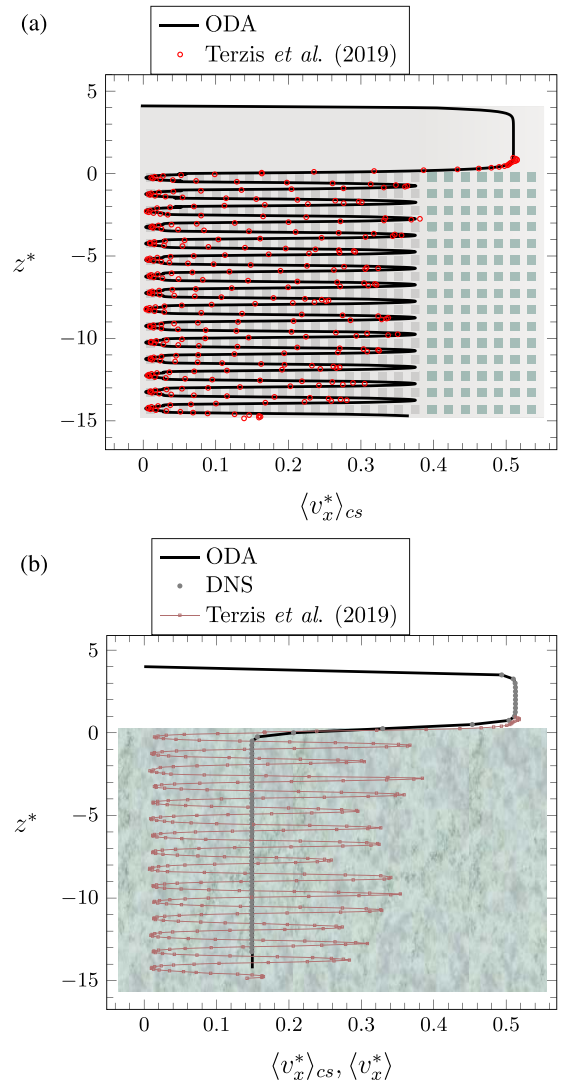 (a)
ODA
Terzis et al. (2019)
5
0
−5
−10
−15
z*
0 0.1 0.2 0.3 0.4 0.5
⟨v*x⟩cs
(b)
ODA
DNS
Terzis et al. (2019)
5
0
−5
−10
−15
z*
0 0.1 0.2 0.3 0.4 0.5
⟨v*x⟩cs, ⟨v*x⟩